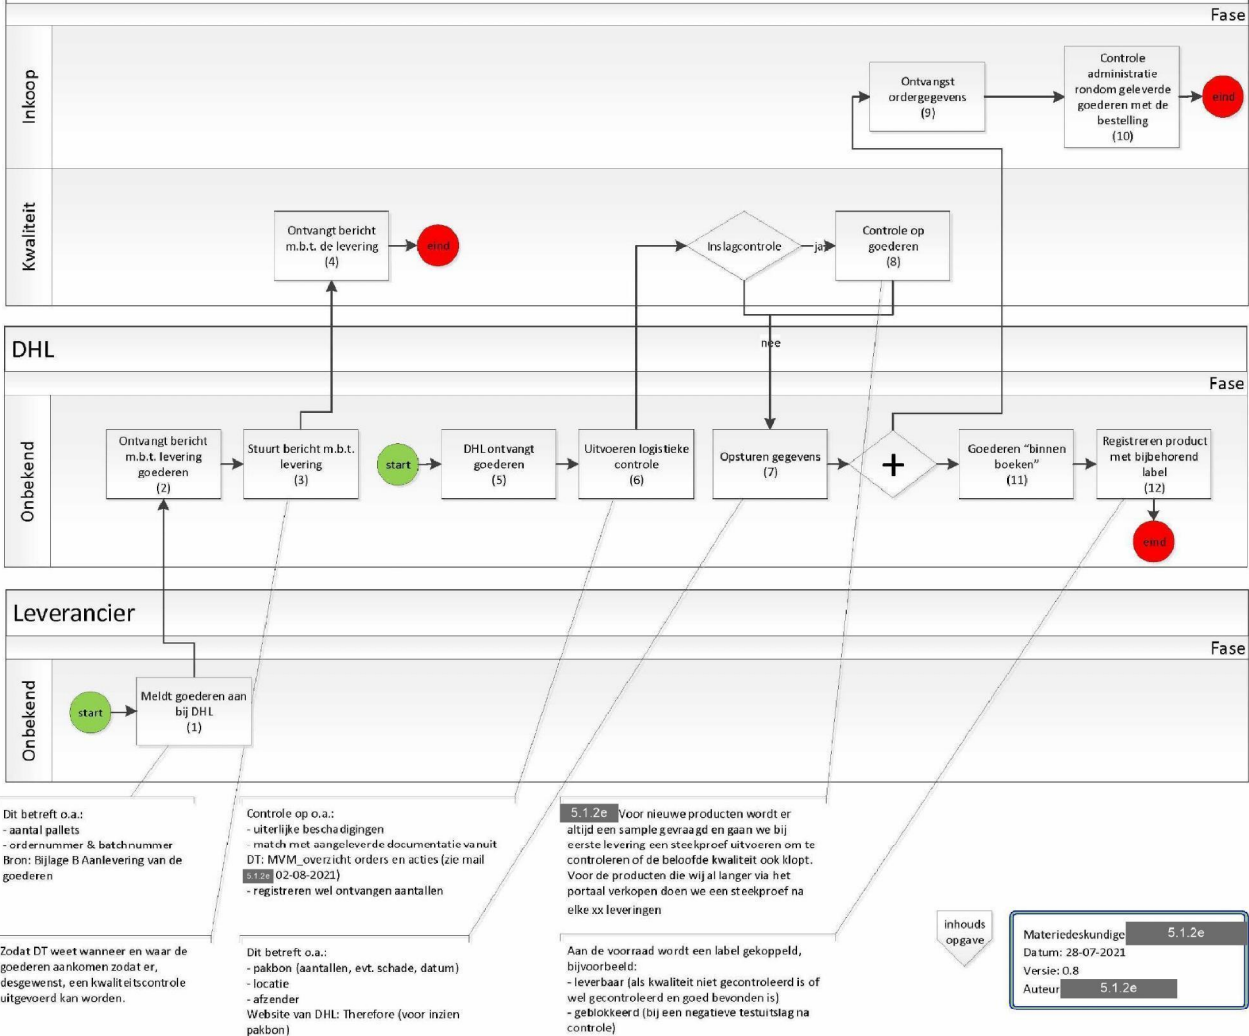 Fase
Inkoop
Ontvangst
ordergegevens
(9)
Controle
administratie
rondom geleverde
goederen met de
bestelling
(10)
eind
Kwaliteit
Ontvangt bericht
m.b.t. de levering
(4)
eind
Inslagcontrole
ja
Controle op
goederen
(8)
nee
DHL
Fase
Onbekend
Ontvangt bericht
m.b.t. levering
goederen
(2)
Stuurt bericht m.b.t.
levering
(3)
start
DHL ontvangt
goederen
(5)
Uitvoeren logistieke
controle
(6)
Opsturen gegevens
(7)
Goederen “binnen
boeken”
(11)
Registreren product
met bijbehorend
label
(12)
eind
Leverancier
Fase
Onbekend
start
Meldt goederen aan
bij DHL
(1)
Dit betreft o.a.:
- aantal pallets
- ordernummer & batchnummer
Bron: Bijlage B Aanlevering van de
goederen
Controle op o.a.:
- uiterlijke beschadigingen
- match met aangeleverde documentatie vanuit
DT: MVM_overzicht orders en acties (zie mail
5.1.2e 02-08-2021)
- registreren wel ontvangen aantallen
5.1.2e Voor nieuwe producten wordt er
altijd een sample gevraagd en gaan we bij
eerste levering een steekproef uitvoeren om te
controleren of de beloofde kwaliteit ook klopt.
Voor de producten die wij al langer via het
portaal verkopen doen we een steekproef na
elke xx leveringen
Zodat DT weet wanneer en waar de
goederen aankomen zodat er,
desgewenst, een kwaliteitscontrole
uitgevoerd kan worden.
Dit betreft o.a.:
- pakbon (aantallen, evt. schade, datum)
- locatie
- afzender
Website van DHL: Therefore (voor inzien
pakbon)
Aan de voorraad wordt een label gekoppeld,
bijvoorbeeld:
- leverbaar (als kwaliteit niet gecontroleerd is of
wel gecontroleerd en goed bevonden is)
- geblokkeerd (bij een negatieve testuitslag na
controle)
inhouds
opgave
Materiedeskundige 5.1.2e
Datum: 28-07-2021
Versie: 0.8
Auteur 5.1.2e